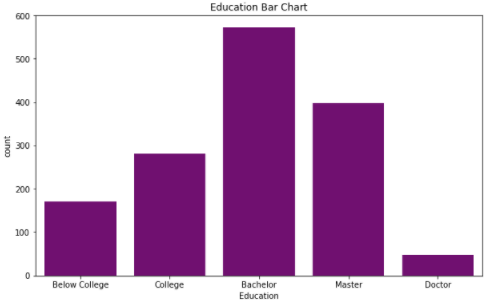 Education Bar Chart
600
500
400
300
200
100
0
count
Below College
College
Bachelor
Master
Doctor
Education